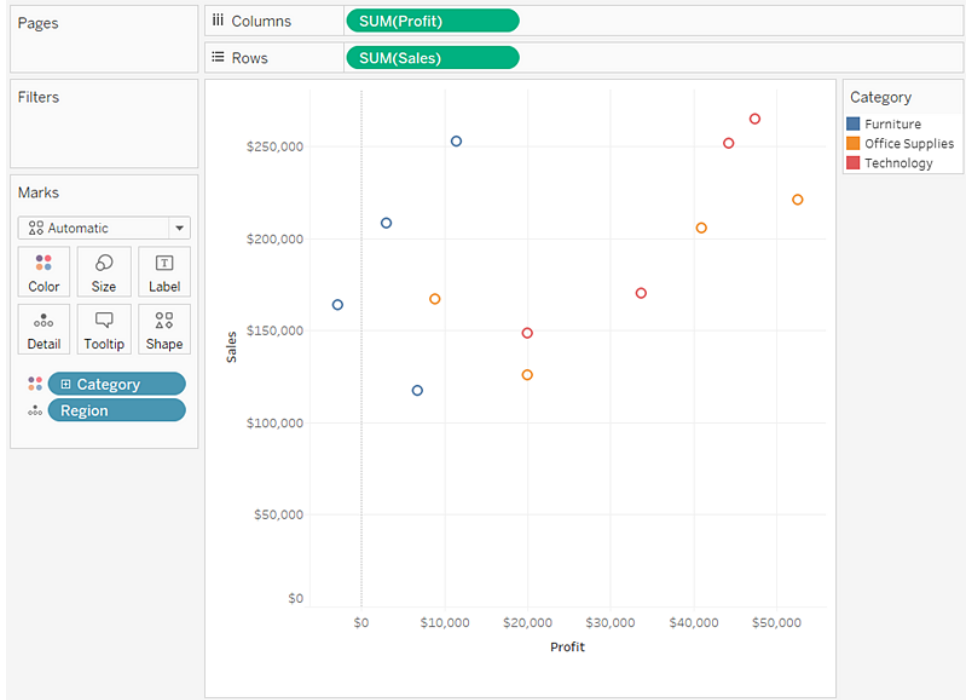 Pages
Columns
SUM(Profit)
Rows
SUM(Sales)
Filters
Marks
Automatic
Color
Size
Label
Detail
Tooltip
Shape
Category
Region
$250,000
$200,000
$150,000
$100,000
$50,000
$0
Sales
$0
$10,000
$20,000
$30,000
$40,000
$50,000
Profit
Category
Furniture
Office Supplies
Technology